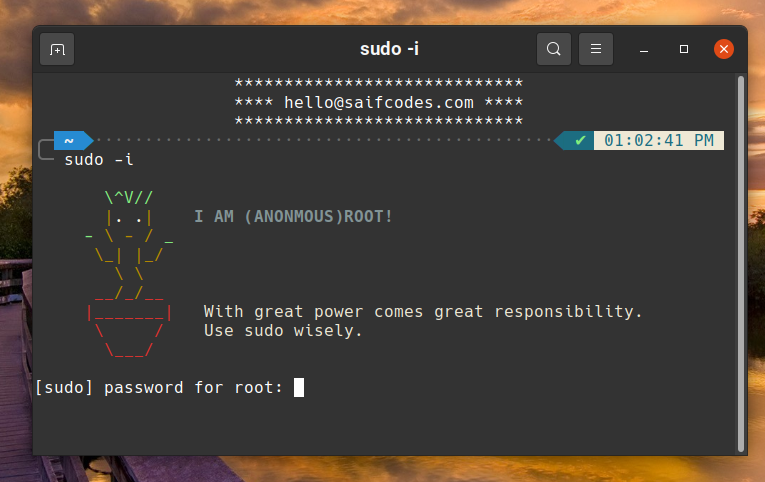 sudo -i
*****************************
**** hello@saifcodes.com ****
*****************************
~ ✔ 01:02:41 PM
sudo -i
\^V//
|. .| I AM (ANONMOUS)ROOT!
- \ - / _
\_| |_/
\ \
__/_/__
|_______| With great power comes great responsibility.
\ / Use sudo wisely.
\___/
[sudo] password for root: